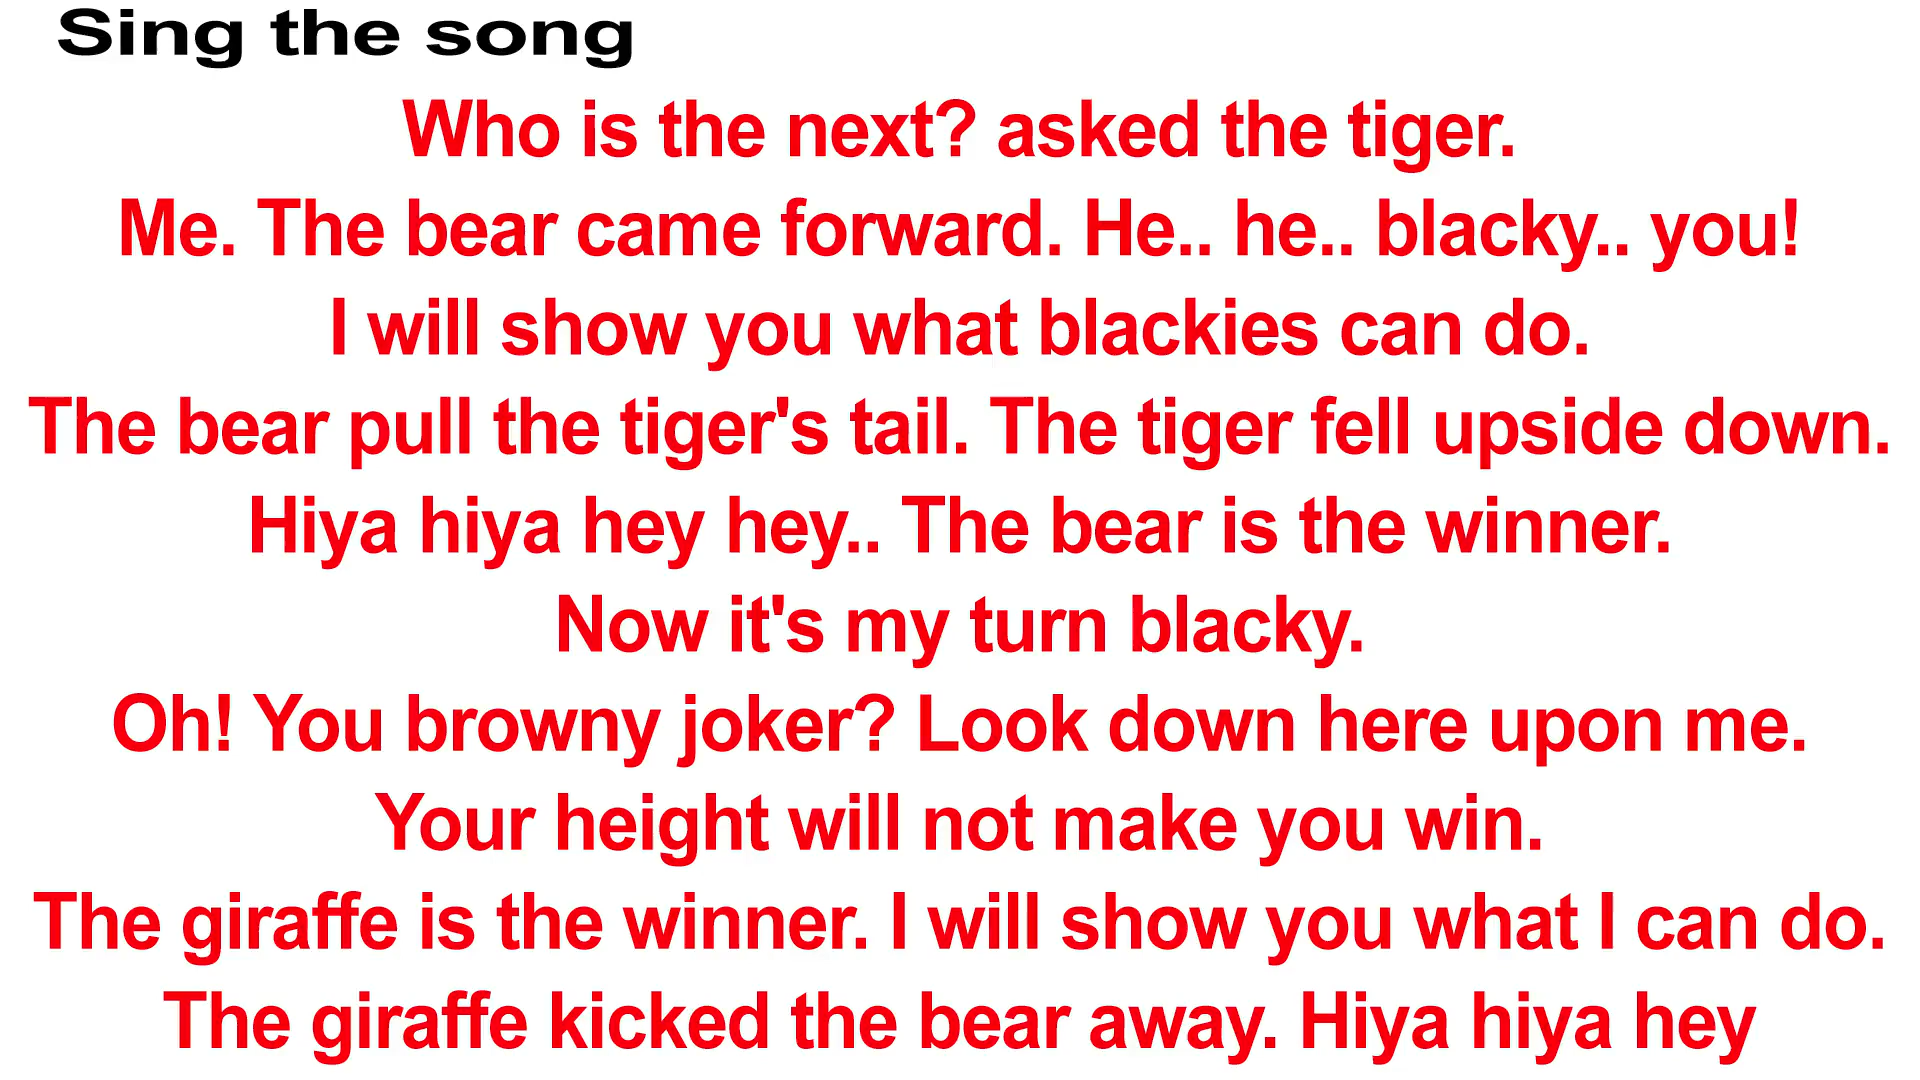 Sing the song
Who is the next? asked the tiger.
Me. The bear came forward. He.. he.. blacky.. you!
I will show you what blackies can do.
The bear pull the tiger's tail. The tiger fell upside down.
Hiya hiya hey hey.. The bear is the winner.
Now it's my turn blacky.
Oh! You browny joker? Look down here upon me.
Your height will not make you win.
The giraffe is the winner. I will show you what I can do.
The giraffe kicked the bear away. Hiya hiya hey